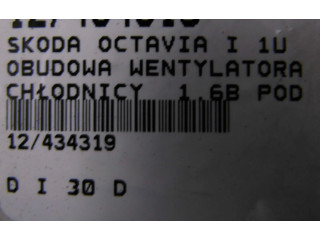 SKODA OCTAVIA I 1U
OBUDOWA WENTYLATORA
CHŁODNICY 1.6B POD
12/434319
D I 30 D